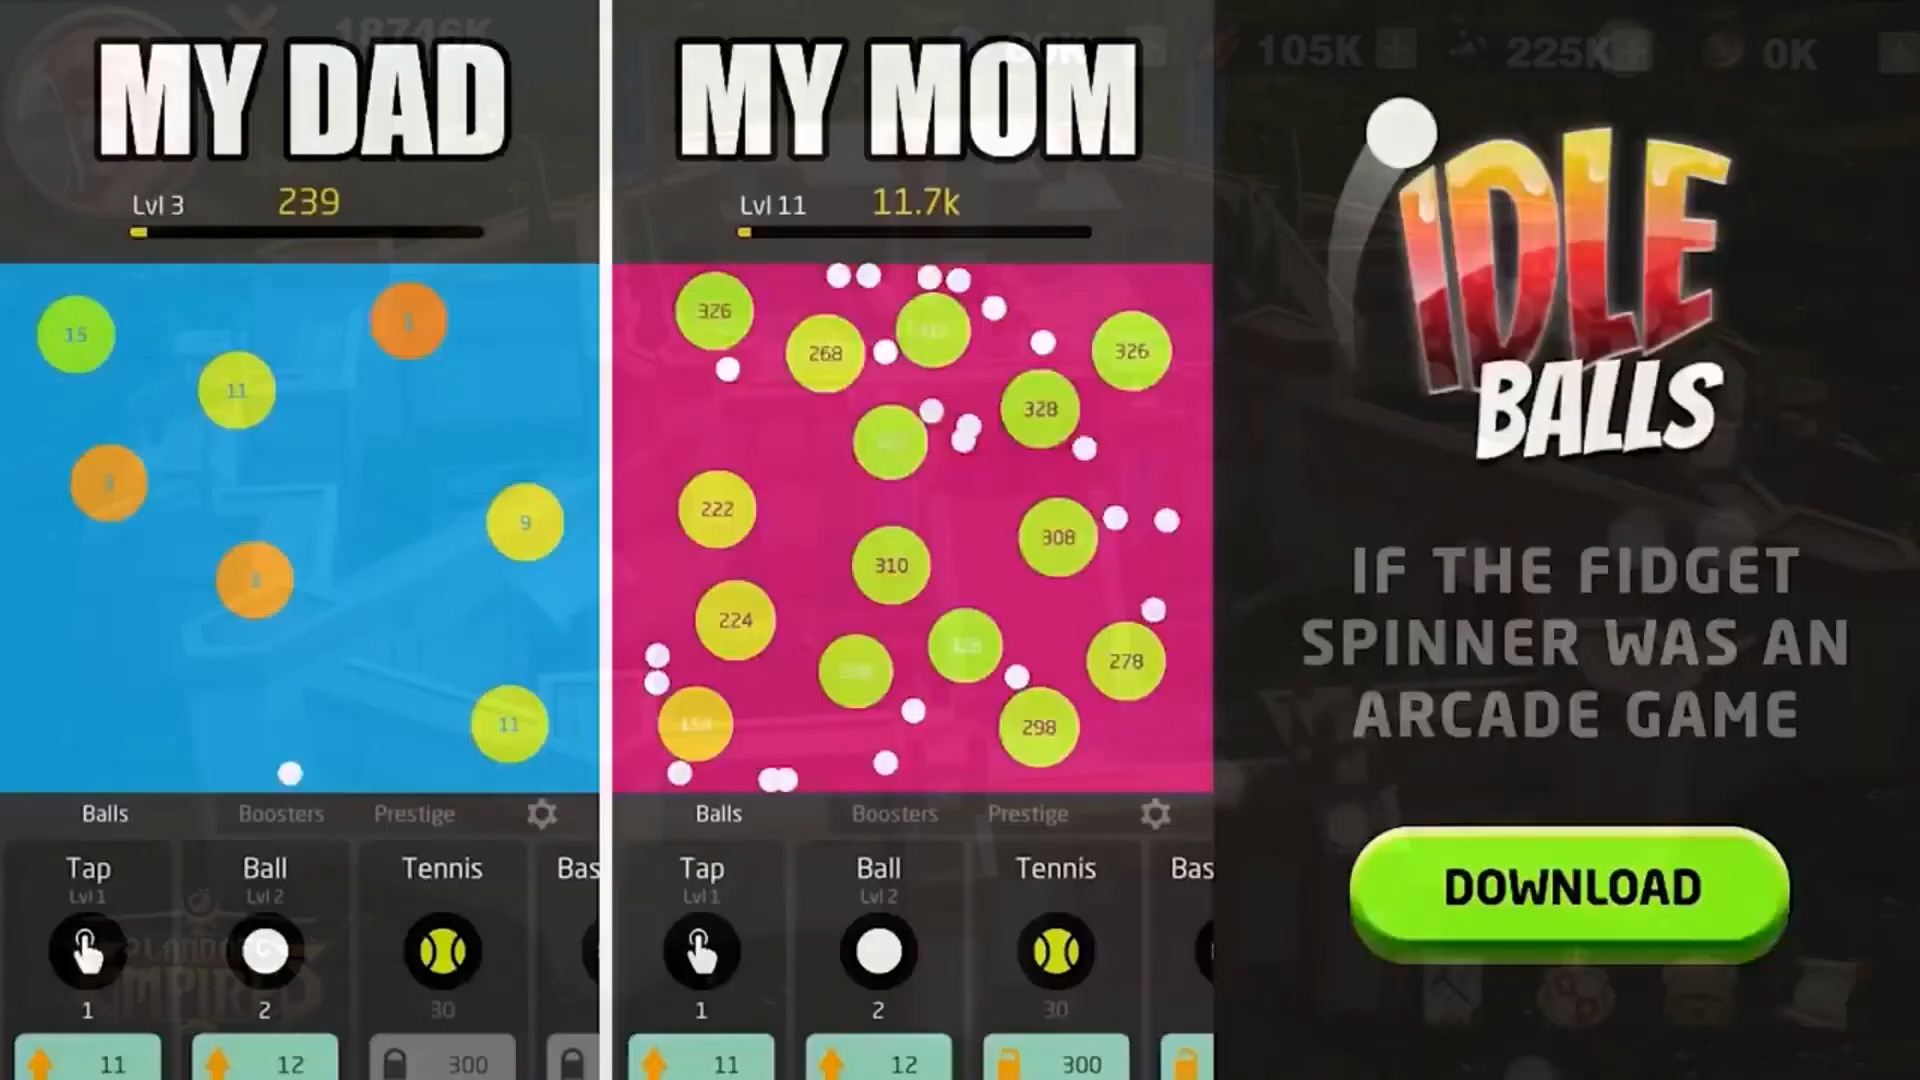 18746K
MY DAD
Lvl 3
239
15
11
9
11
Balls
Boosters
Prestige
Tap
Ball
Tennis
Bas
Lvl 1
Lvl 2
1
2
30
11
12
300
MY MOM
Lvl 11
11.7k
326
268
326
328
222
308
310
224
278
298
Balls
Boosters
Prestige
Tap
Ball
Tennis
Bas
Lvl 1
Lvl 2
1
2
30
11
12
300
105K
225K
0K
IDLE
BALLS
IF THE FIDGET
SPINNER WAS AN
ARCADE GAME
DOWNLOAD